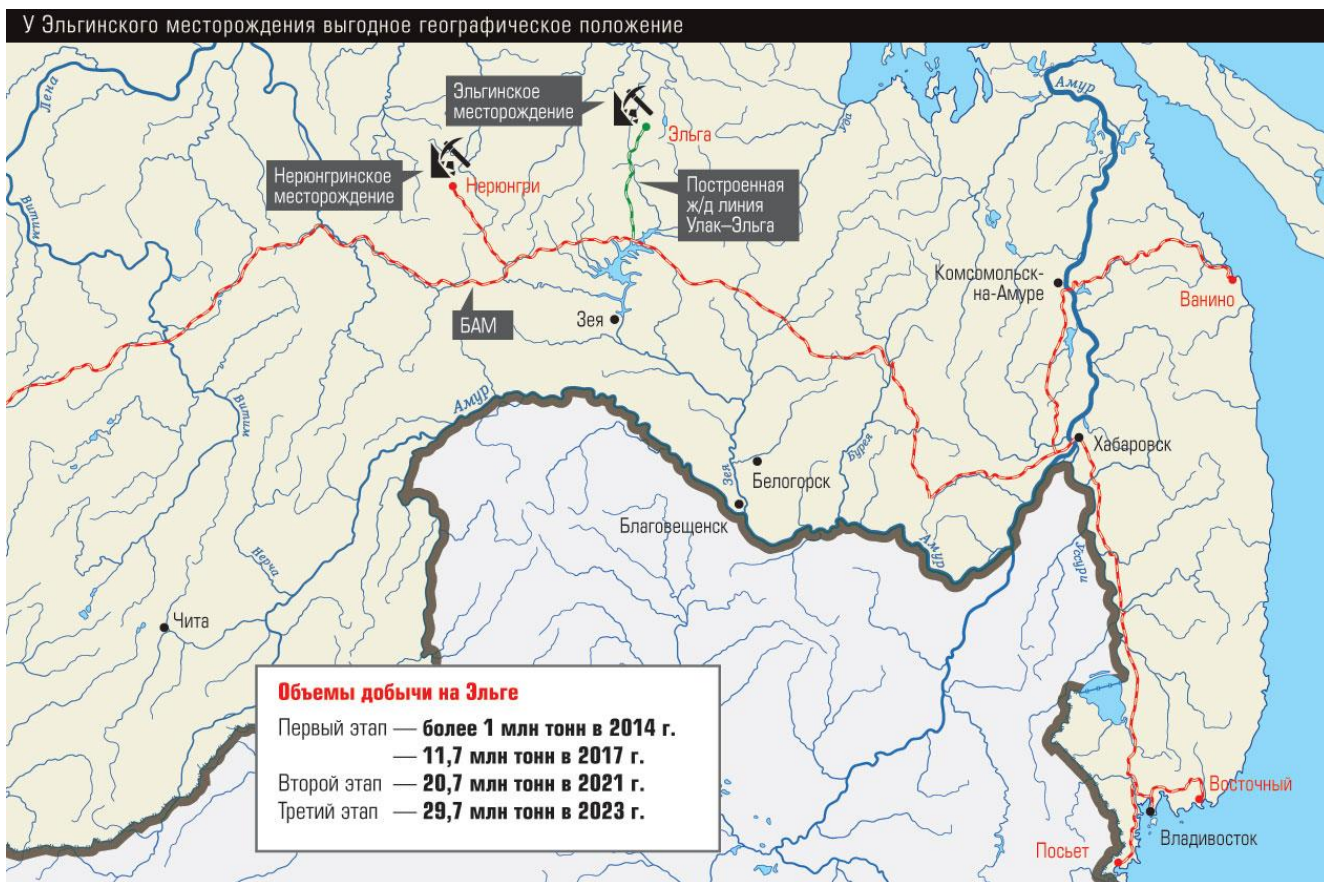 У Эльгинского месторождения выгодное географическое положение
Лена
Эльгинское
месторождение
Эльга
Амур
Уда
Нерюнгринское
месторождение
Нерюнгри
Построенная
ж/д линия
Улак–Эльга
Витим
Комсомольск-
на-Амуре
Ванино
БАМ
Зея
Амур
Витим
Хабаровск
Бурея
Зея
Белогорск
Благовещенск
Амур
Уссури
Нерча
Чита
Объемы добычи на Эльге
Первый этап — более 1 млн тонн в 2014 г.
— 11,7 млн тонн в 2017 г.
Второй этап — 20,7 млн тонн в 2021 г.
Третий этап — 29,7 млн тонн в 2023 г.
Восточный
Владивосток
Посьет